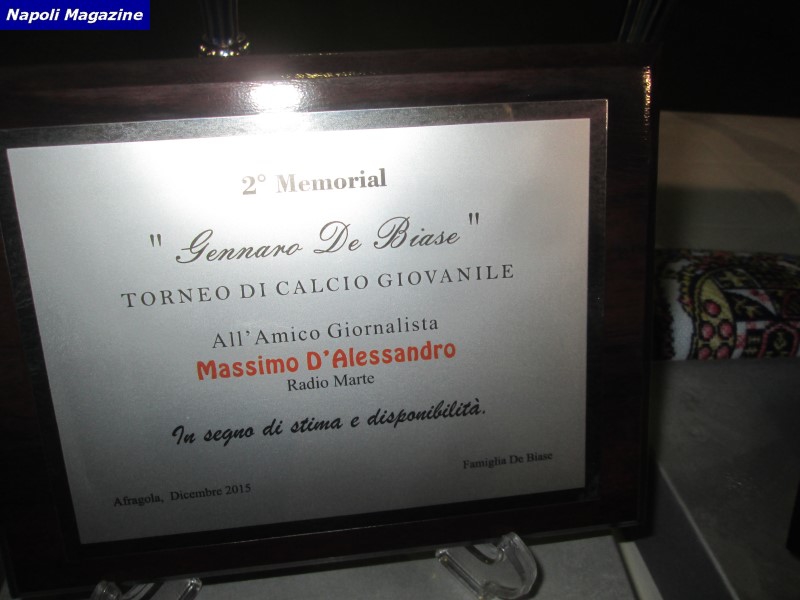 Napoli Magazine
2° Memorial
" Gennaro De Biase "
TORNEO DI CALCIO GIOVANILE
All'Amico Giornalista
Massimo D'Alessandro
Radio Marte
In segno di stima e disponibilità.
Famiglia De Biase
Afragola, Dicembre 2015